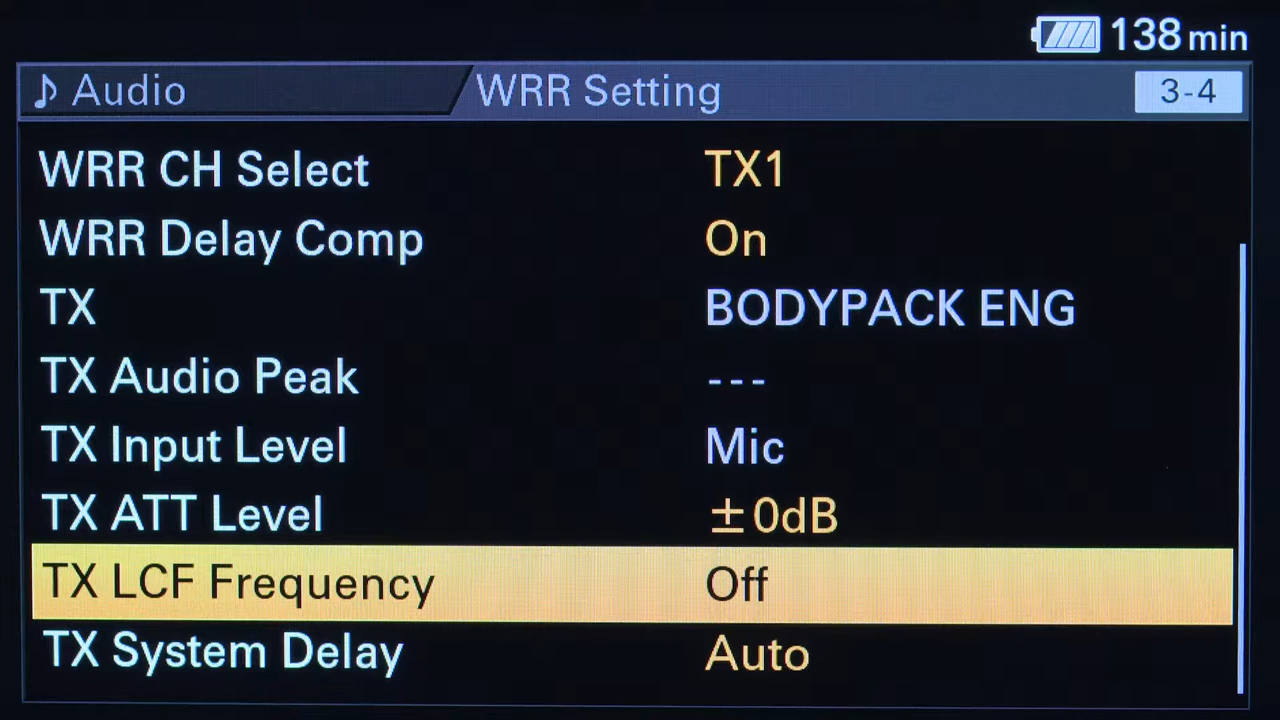 138 min
♪ Audio WRR Setting 3-4
WRR CH Select TX1
WRR Delay Comp On
TX BODYPACK ENG
TX Audio Peak ---
TX Input Level Mic
TX ATT Level ±0dB
TX LCF Frequency Off
TX System Delay Auto